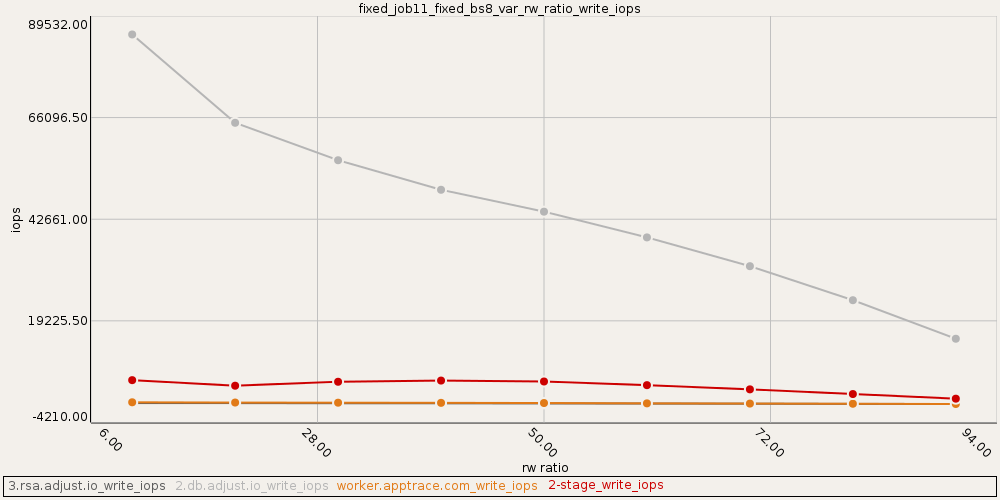 fixed_job11_fixed_bs8_var_rw_ratio_write_iops
89532.00
66096.50
42661.00
19225.50
-4210.00
iops
6.00 28.00 50.00 72.00 94.00
rw ratio
3.rsa.adjust.io_write_iops 2.db.adjust.io_write_iops worker.apptrace.com_write_iops 2-stage_write_iops